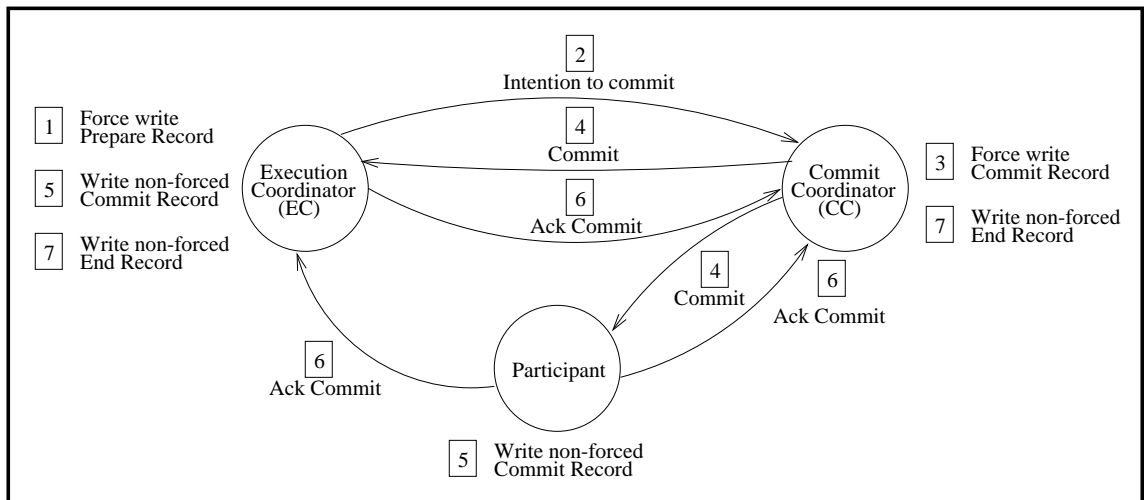 2
Intention to commit
1
Force write
Prepare Record
4
Commit
Execution
Coordinator
(EC)
Commit
Coordinator
(CC)
3
Force write
Commit Record
5
Write non-forced
Commit Record
6
Ack Commit
7
Write non-forced
End Record
7
Write non-forced
End Record
4
Commit
6
Ack Commit
6
Ack Commit
Participant
5
Write non-forced
Commit Record